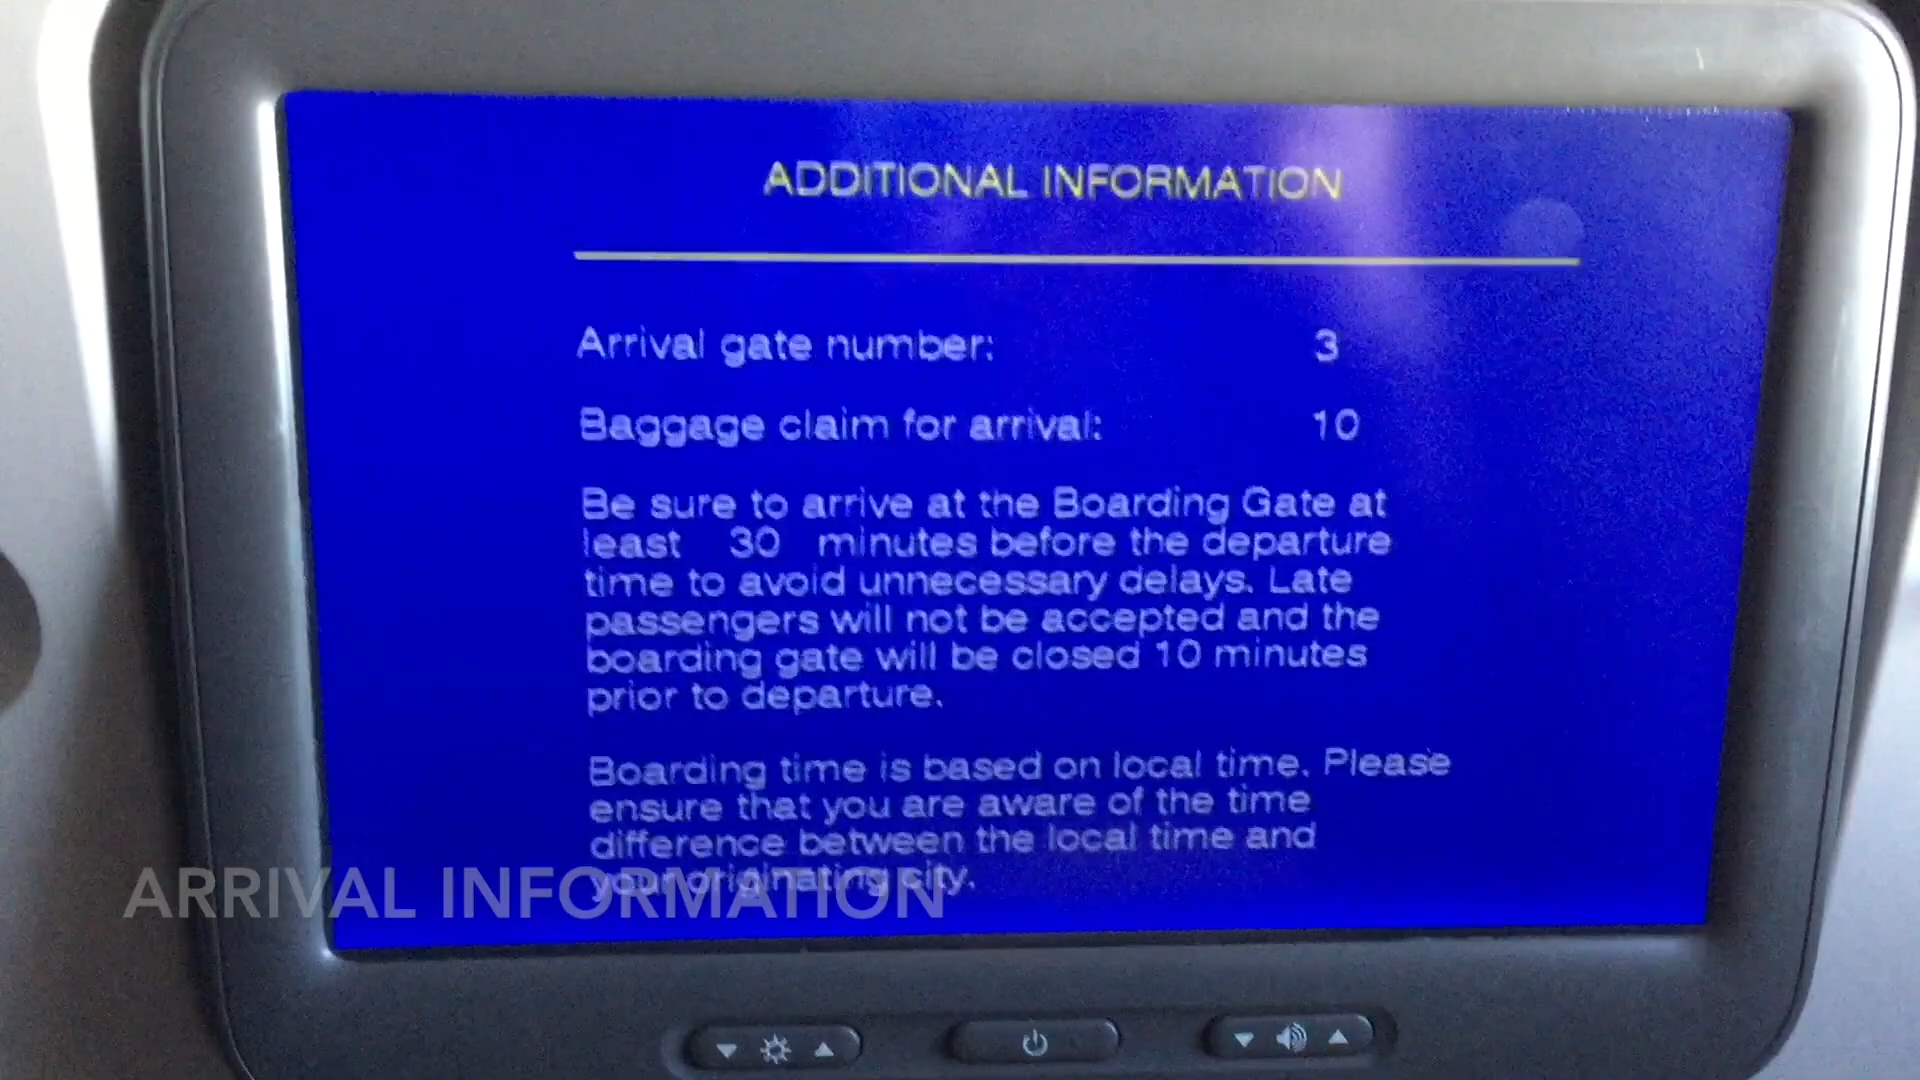 ADDITIONAL INFORMATION
Arrival gate number: 3
Baggage claim for arrival: 10
Be sure to arrive at the Boarding Gate at
least 30 minutes before the departure
time to avoid unnecessary delays. Late
passengers will not be accepted and the
boarding gate will be closed 10 minutes
prior to departure.
Boarding time is based on local time. Please
ensure that you are aware of the time
difference between the local time and
your originating city.
ARRIVAL INFORMATION